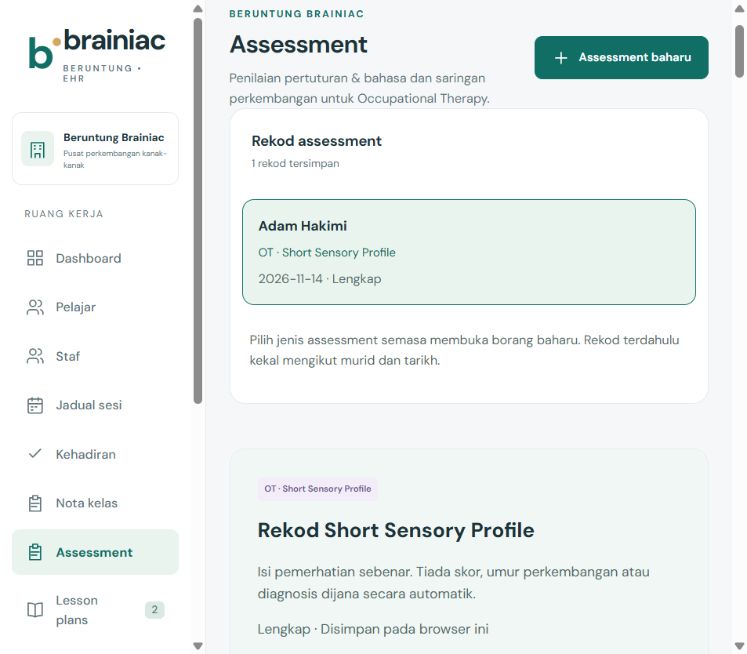 brainiac
BERUNTUNG •
EHR
Beruntung Brainiac
Pusat perkembangan kanak-
kanak
RUANG KERJA
Dashboard
Pelajar
Staf
Jadual sesi
Kehadiran
Nota kelas
Assessment
Lesson
plans
2
BERUNTUNG BRAINIAC
Assessment
Penilaian pertuturan & bahasa dan saringan
perkembangan untuk Occupational Therapy.
Assessment baharu
Rekod assessment
1 rekod tersimpan
Adam Hakimi
OT · Short Sensory Profile
2026-11-14 · Lengkap
Pilih jenis assessment semasa membuka borang baharu. Rekod terdahulu
kekal mengikut murid dan tarikh.
OT · Short Sensory Profile
Rekod Short Sensory Profile
Isi pemerhatian sebenar. Tiada skor, umur perkembangan atau
diagnosis dijana secara automatik.
Lengkap · Disimpan pada browser ini